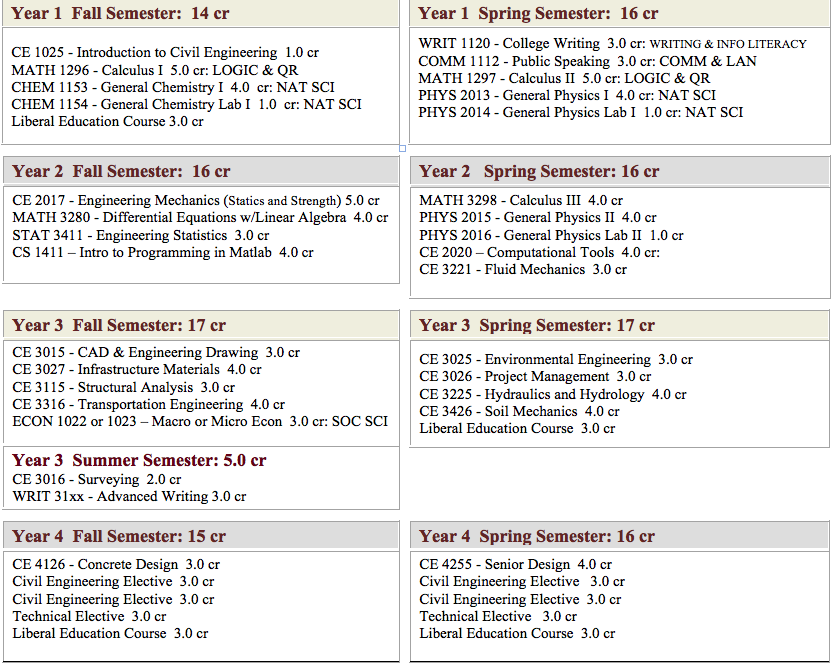 Year 1 Fall Semester: 14 cr
CE 1025 - Introduction to Civil Engineering 1.0 cr
MATH 1296 - Calculus I 5.0 cr: LOGIC & QR
CHEM 1153 - General Chemistry I 4.0 cr: NAT SCI
CHEM 1154 - General Chemistry Lab I 1.0 cr: NAT SCI
Liberal Education Course 3.0 cr
Year 1 Spring Semester: 16 cr
WRIT 1120 - College Writing 3.0 cr: WRITING & INFO LITERACY
COMM 1112 - Public Speaking 3.0 cr: COMM & LAN
MATH 1297 - Calculus II 5.0 cr: LOGIC & QR
PHYS 2013 - General Physics I 4.0 cr: NAT SCI
PHYS 2014 - General Physics Lab I 1.0 cr: NAT SCI
Year 2 Fall Semester: 16 cr
CE 2017 - Engineering Mechanics (Statics and Strength) 5.0 cr
MATH 3280 - Differential Equations w/Linear Algebra 4.0 cr
STAT 3411 - Engineering Statistics 3.0 cr
CS 1411 – Intro to Programming in Matlab 4.0 cr
Year 2 Spring Semester: 16 cr
MATH 3298 - Calculus III 4.0 cr
PHYS 2015 - General Physics II 4.0 cr
PHYS 2016 - General Physics Lab II 1.0 cr
CE 2020 – Computational Tools 4.0 cr:
CE 3221 - Fluid Mechanics 3.0 cr
Year 3 Fall Semester: 17 cr
CE 3015 - CAD & Engineering Drawing 3.0 cr
CE 3027 - Infrastructure Materials 4.0 cr
CE 3115 - Structural Analysis 3.0 cr
CE 3316 - Transportation Engineering 4.0 cr
ECON 1022 or 1023 – Macro or Micro Econ 3.0 cr: SOC SCI
Year 3 Spring Semester: 17 cr
CE 3025 - Environmental Engineering 3.0 cr
CE 3026 - Project Management 3.0 cr
CE 3225 - Hydraulics and Hydrology 4.0 cr
CE 3426 - Soil Mechanics 4.0 cr
Liberal Education Course 3.0 cr
Year 3 Summer Semester: 5.0 cr
CE 3016 - Surveying 2.0 cr
WRIT 31xx - Advanced Writing 3.0 cr
Year 4 Fall Semester: 15 cr
CE 4126 - Concrete Design 3.0 cr
Civil Engineering Elective 3.0 cr
Civil Engineering Elective 3.0 cr
Technical Elective 3.0 cr
Liberal Education Course 3.0 cr
Year 4 Spring Semester: 16 cr
CE 4255 - Senior Design 4.0 cr
Civil Engineering Elective 3.0 cr
Civil Engineering Elective 3.0 cr
Technical Elective 3.0 cr
Liberal Education Course 3.0 cr